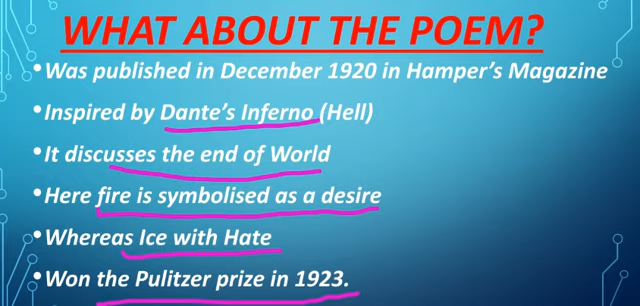 WHAT ABOUT THE POEM?
•Was published in December 1920 in Hamper's Magazine
•Inspired by Dante's Inferno (Hell)
•It discusses the end of World
•Here fire is symbolised as a desire
•Whereas Ice with Hate
•Won the Pulitzer prize in 1923.